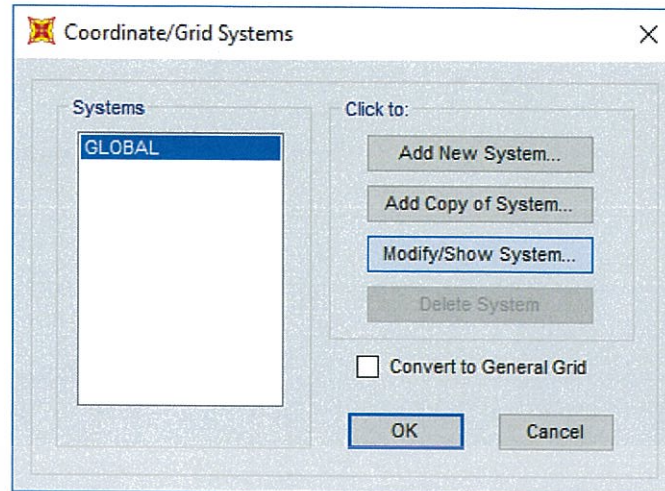 Coordinate/Grid Systems
Systems
GLOBAL
Click to:
Add New System...
Add Copy of System...
Modify/Show System...
Delete System
Convert to General Grid
OK
Cancel